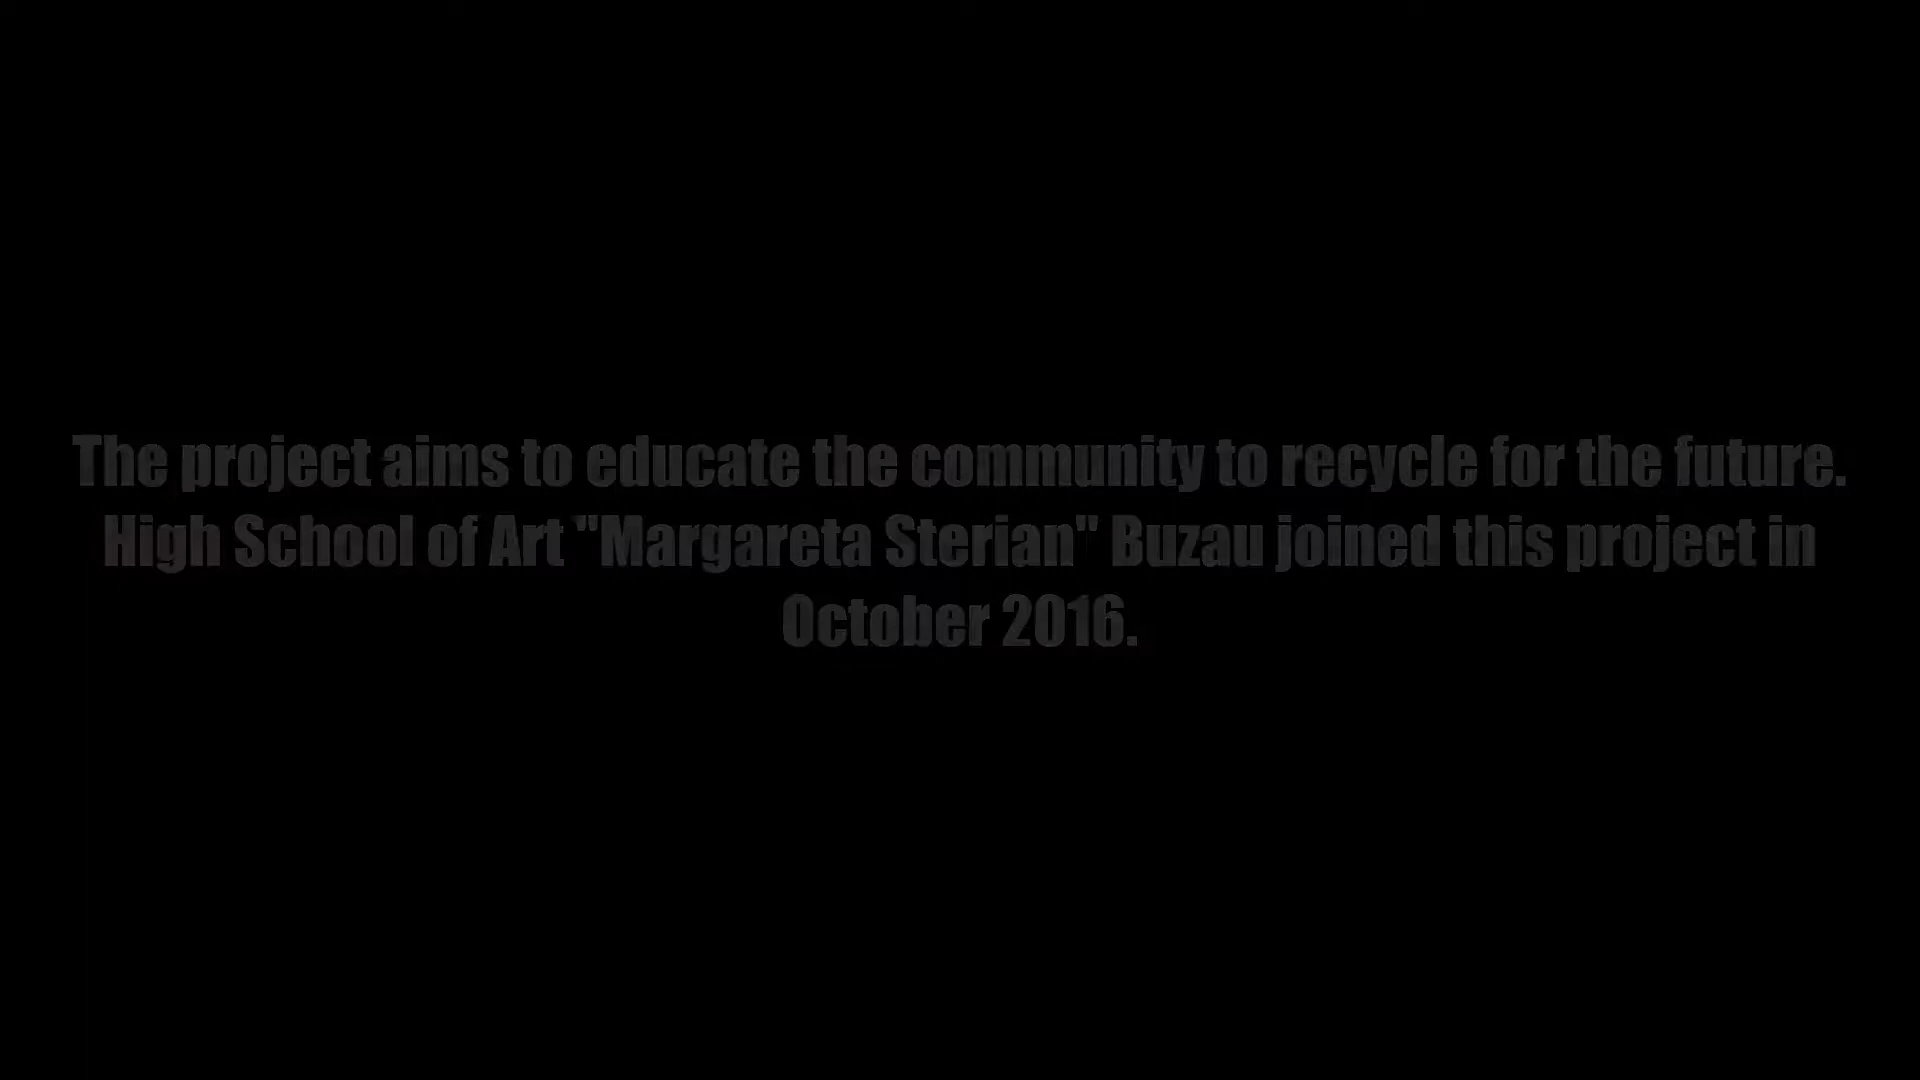 The project aims to educate the community to recycle for the future.
High School of Art "Margareta Sterian" Buzau joined this project in
October 2016.